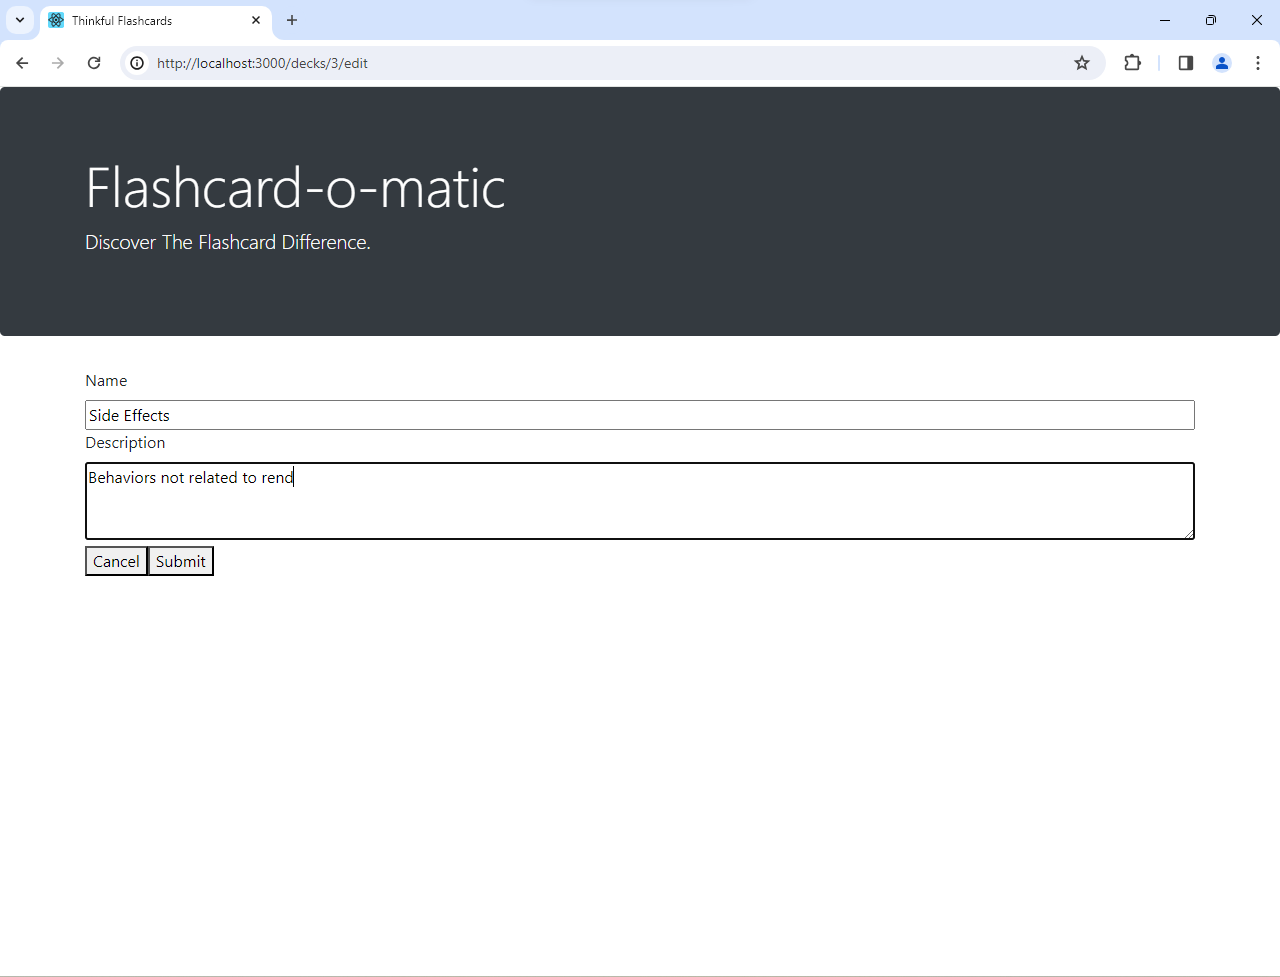 Thinkful Flashcards
http://localhost:3000/decks/3/edit
Flashcard-o-matic
Discover The Flashcard Difference.
Name
Side Effects
Description
Behaviors not related to rend
Cancel Submit